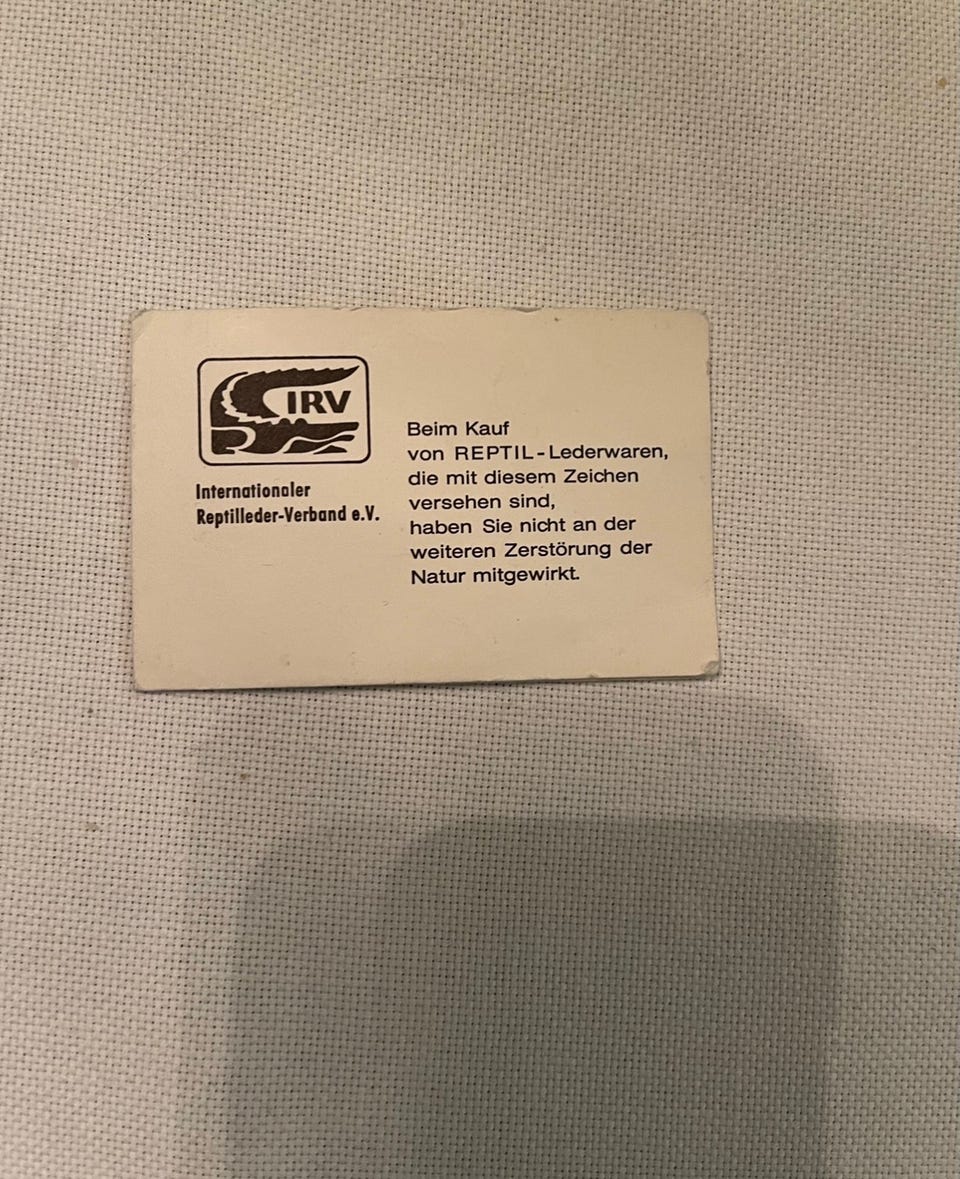 IRV
Internationaler
Reptilleder-Verband e.V.
Beim Kauf
von REPTIL-Lederwaren,
die mit diesem Zeichen
versehen sind,
haben Sie nicht an der
weiteren Zerstörung der
Natur mitgewirkt.